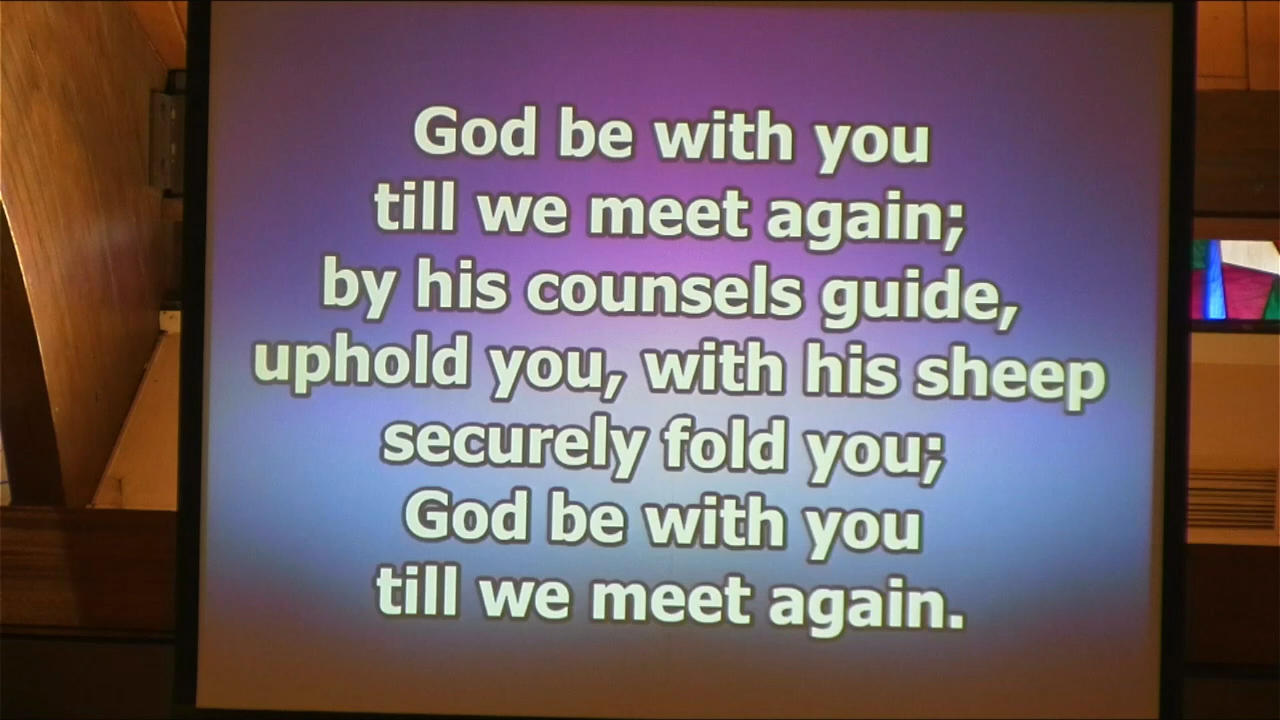 God be with you
till we meet again;
by his counsels guide,
uphold you, with his sheep
securely fold you;
God be with you
till we meet again.